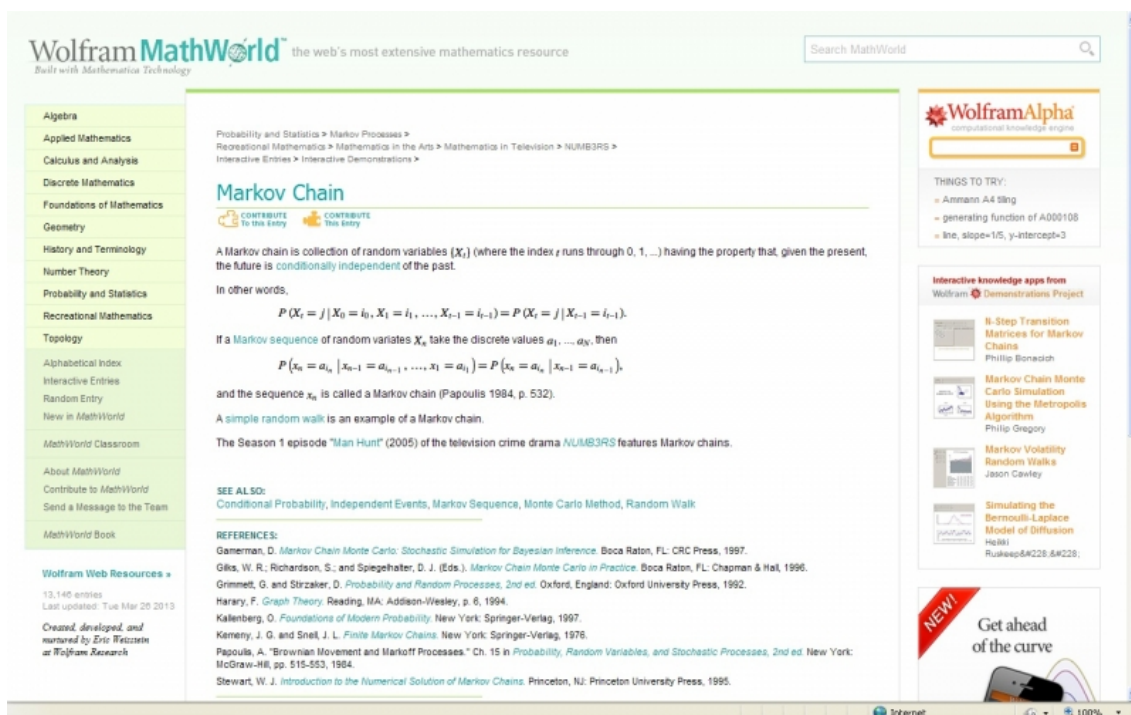 Wolfram MathWorld™ the web's most extensive mathematics resource
Built with Mathematica Technology
Search MathWorld
Algebra
Applied Mathematics
Calculus and Analysis
Discrete Mathematics
Foundations of Mathematics
Geometry
History and Terminology
Number Theory
Probability and Statistics
Recreational Mathematics
Topology
Alphabetical Index
Interactive Entries
Random Entry
New in MathWorld
MathWorld Classroom
About MathWorld
Contribute to MathWorld
Send a Message to the Team
MathWorld Book
Wolfram Web Resources »
13,146 entries
Last updated: Tue Mar 26 2013
Created, developed, and
nurtured by Eric Weisstein
at Wolfram Research
Probability and Statistics > Markov Processes >
Recreational Mathematics > Mathematics in the Arts > Mathematics in Television > NUMB3RS >
Interactive Entries > Interactive Demonstrations >
Markov Chain
CONTRIBUTE
To this Entry
CONTRIBUTE
This Entry
A Markov chain is collection of random variables {X_t} (where the index t runs through 0, 1, ...) having the property that, given the present,
the future is conditionally independent of the past.
In other words,
P(X_t = j | X_0 = i_0, X_1 = i_1, ..., X_{t-1} = i_{t-1}) = P(X_t = j | X_{t-1} = i_{t-1}).
If a Markov sequence of random variates X_n take the discrete values a_1, ..., a_N, then
P(x_n = a_{i_n} | x_{n-1} = a_{i_{n-1}}, ..., x_1 = a_{i_1}) = P(x_n = a_{i_n} | x_{n-1} = a_{i_{n-1}}),
and the sequence x_n is called a Markov chain (Papoulis 1984, p. 532).
A simple random walk is an example of a Markov chain.
The Season 1 episode "Man Hunt" (2005) of the television crime drama NUMB3RS features Markov chains.
SEE ALSO:
Conditional Probability, Independent Events, Markov Sequence, Monte Carlo Method, Random Walk
REFERENCES:
Gamerman, D. Markov Chain Monte Carlo: Stochastic Simulation for Bayesian Inference. Boca Raton, FL: CRC Press, 1997.
Gilks, W. R.; Richardson, S.; and Spiegelhalter, D. J. (Eds.). Markov Chain Monte Carlo in Practice. Boca Raton, FL: Chapman & Hall, 1996.
Grimmett, G. and Stirzaker, D. Probability and Random Processes, 2nd ed. Oxford, England: Oxford University Press, 1992.
Harary, F. Graph Theory. Reading, MA: Addison-Wesley, p. 6, 1994.
Kallenberg, O. Foundations of Modern Probability. New York: Springer-Verlag, 1997.
Kemeny, J. G. and Snell, J. L. Finite Markov Chains. New York: Springer-Verlag, 1976.
Papoulis, A. "Brownian Movement and Markoff Processes." Ch. 15 in Probability, Random Variables, and Stochastic Processes, 2nd ed. New York:
McGraw-Hill, pp. 515-553, 1984.
Stewart, W. J. Introduction to the Numerical Solution of Markov Chains. Princeton, NJ: Princeton University Press, 1995.
WolframAlpha
computational knowledge engine
THINGS TO TRY:
= Ammann A4 tiling
= generating function of A000108
= line, slope=1/5, y-intercept=3
Interactive knowledge apps from
Wolfram Demonstrations Project
N-Step Transition
Matrices for Markov
Chains
Phillip Bonacich
Markov Chain Monte
Carlo Simulation
Using the Metropolis
Algorithm
Philip Gregory
Markov Volatility
Random Walks
Jason Cawley
Simulating the
Bernoulli-Laplace
Model of Diffusion
Heikki
Ruskeep&#228;&#228;
NEW!
Get ahead
of the curve
Internet
100%